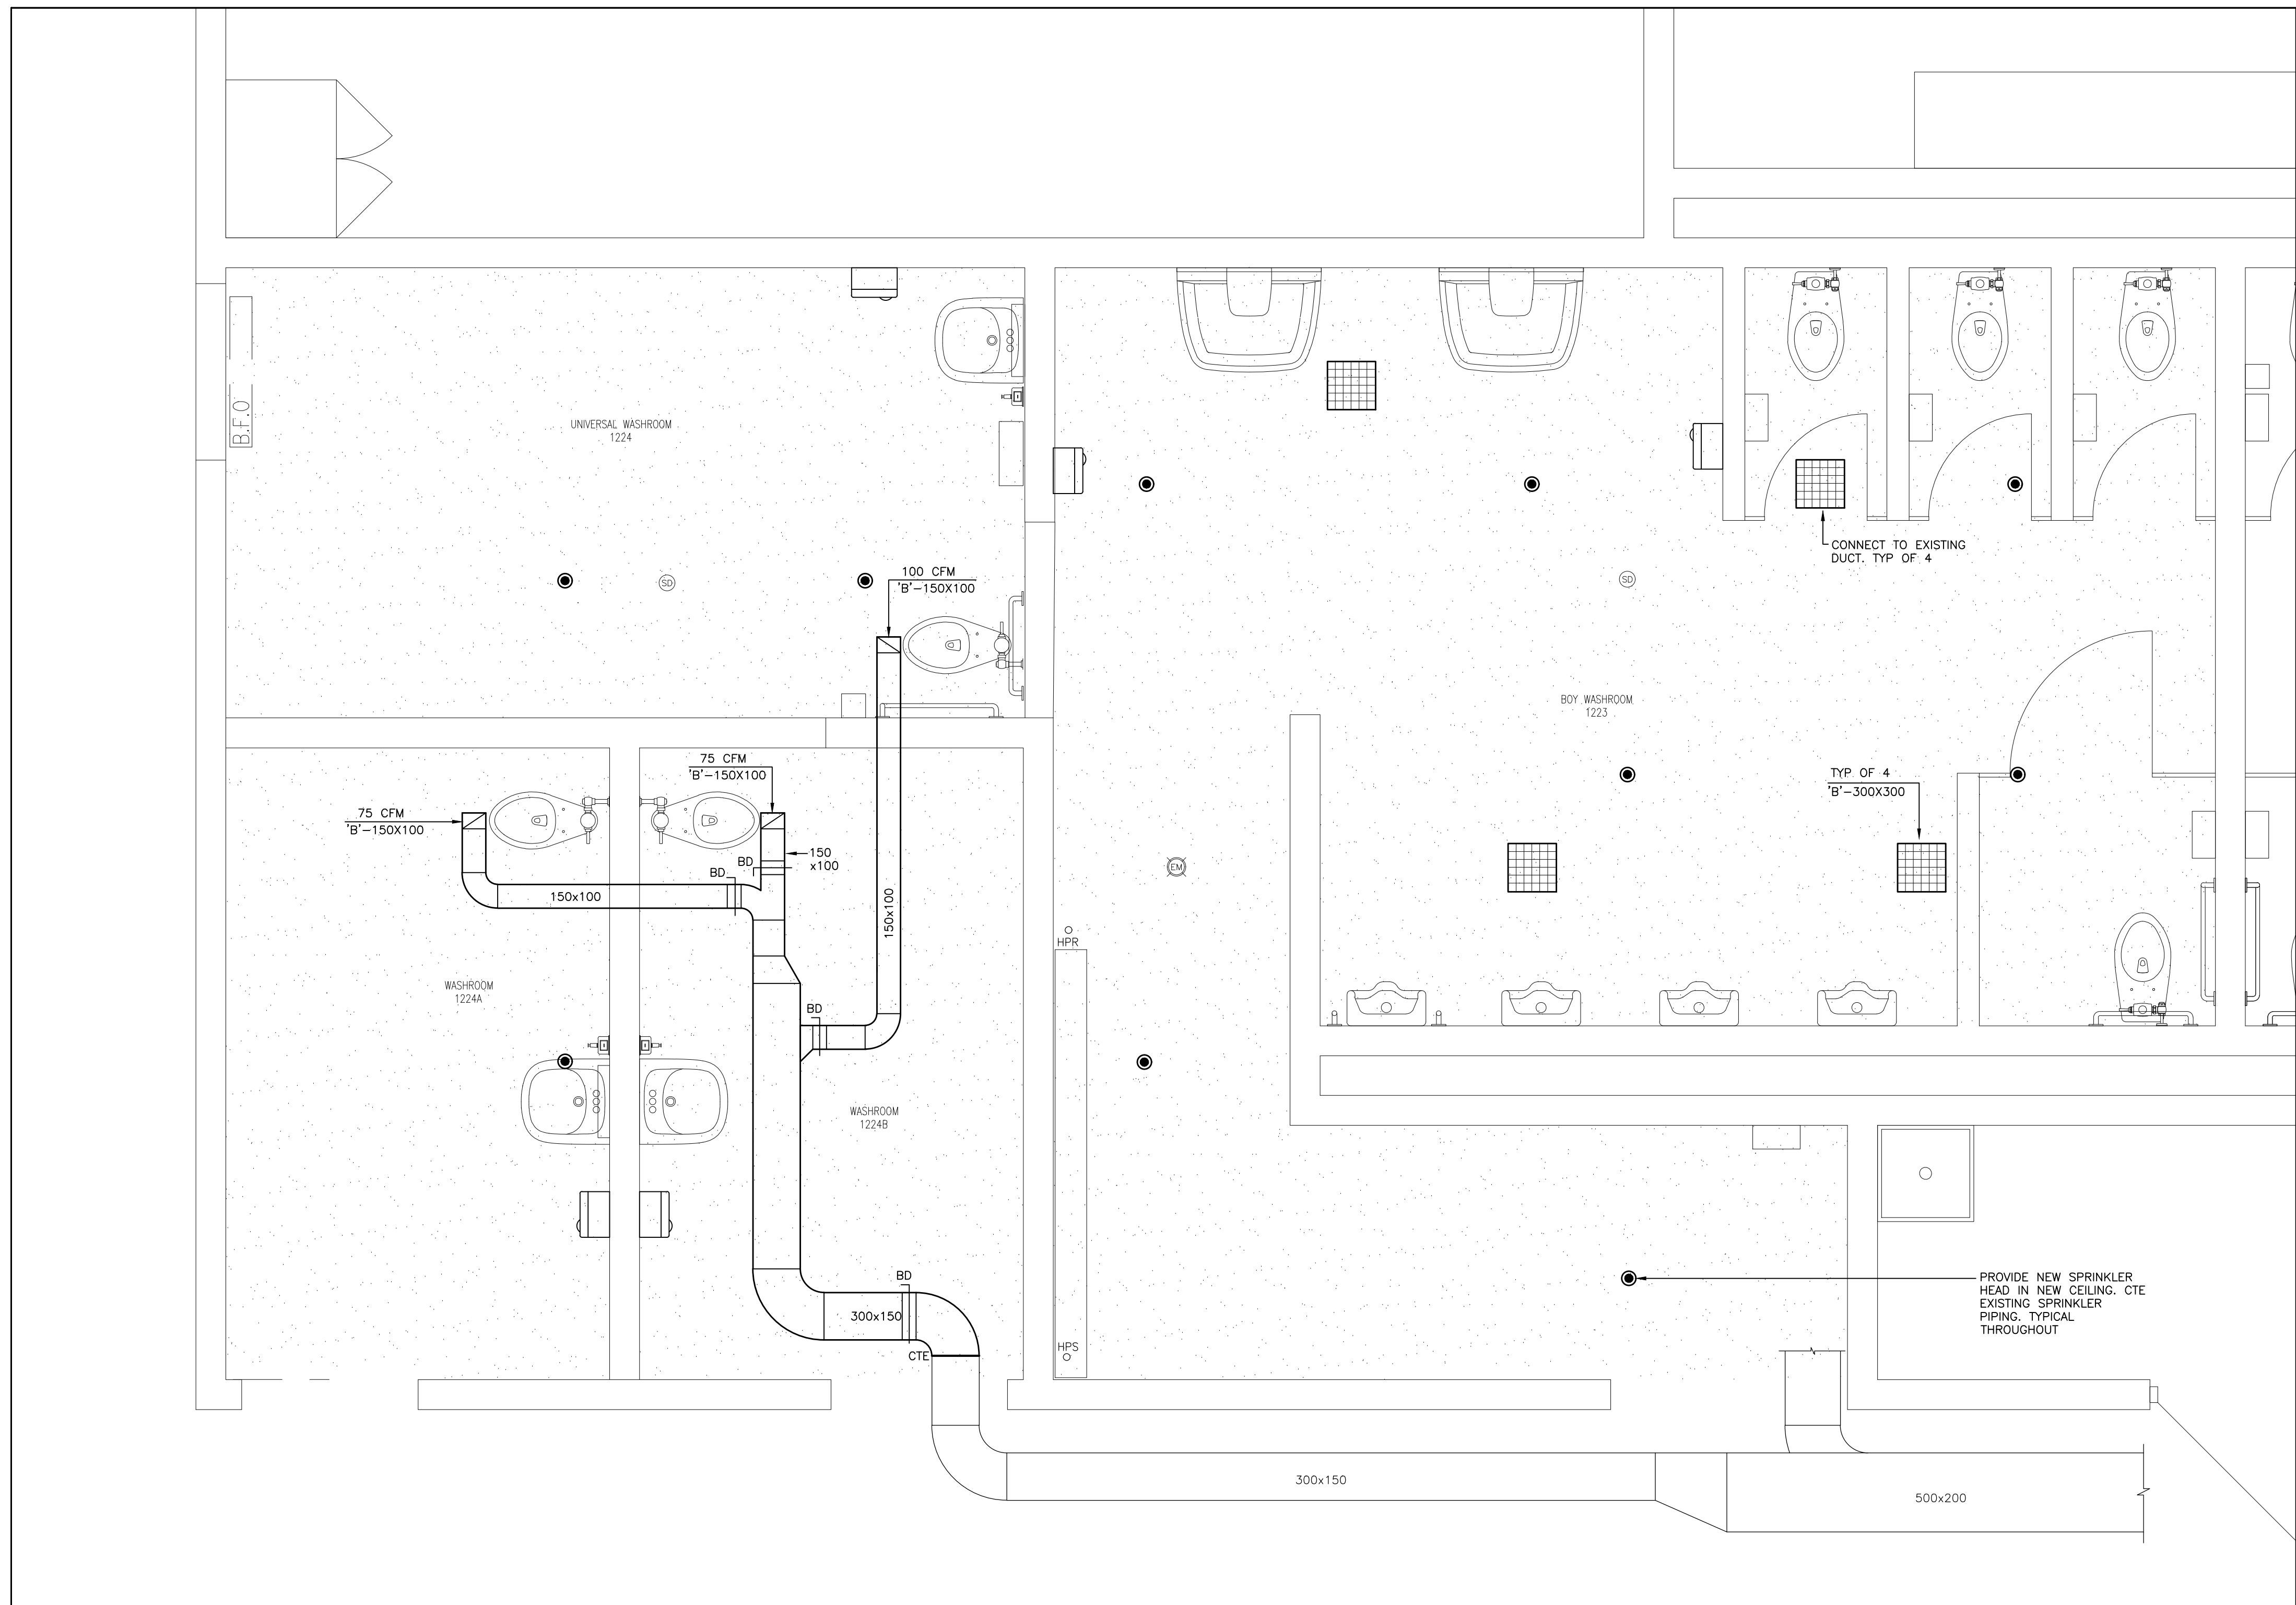 B.F.O
UNIVERSAL WASHROOM
1224
SD
100 CFM
'B'-150X100
CONNECT TO EXISTING
DUCT. TYP OF 4
SD
BOY WASHROOM
1223
75 CFM
'B'-150X100
75 CFM
'B'-150X100
TYP OF 4
'B'-300X300
150
x100
BD
BD
EM
150x100
150x100
HPR
WASHROOM
1224A
BD
WASHROOM
1224B
BD
300x150
CTE
HPS
PROVIDE NEW SPRINKLER
HEAD IN NEW CEILING. CTE
EXISTING SPRINKLER
PIPING. TYPICAL
THROUGHOUT
300x150
500x200